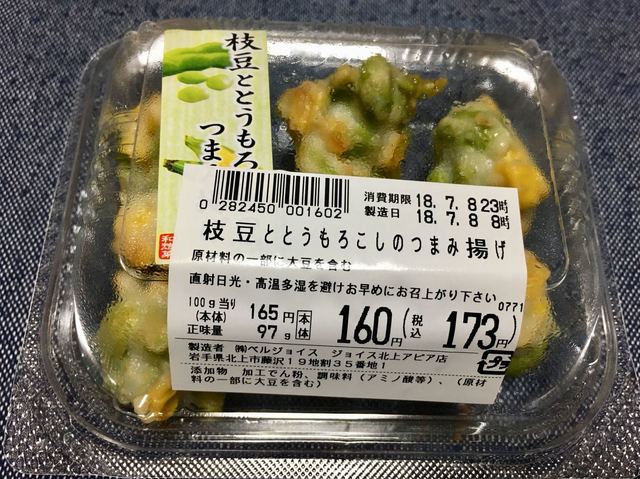 枝豆ととうもろ
つま
和惣菜
0 282450 001602
消費期限 18.7.8 23時
製造日 18.7.8 8時
枝豆ととうもろこしのつまみ揚げ
原材料の一部に大豆を含む
直射日光・高温多湿を避けお早めにお召上がり下さい
0771
100g当り
(本体) 165円 本体 160円 (税込 173円)
正味量 97g
プラ
製造者 ㈱ベルジョイス ジョイス北上アピア店
岩手県北上市藤沢19地割35番地1
添加物 加工でん粉、調味料(アミノ酸等)、(原材
料の一部に大豆を含む)